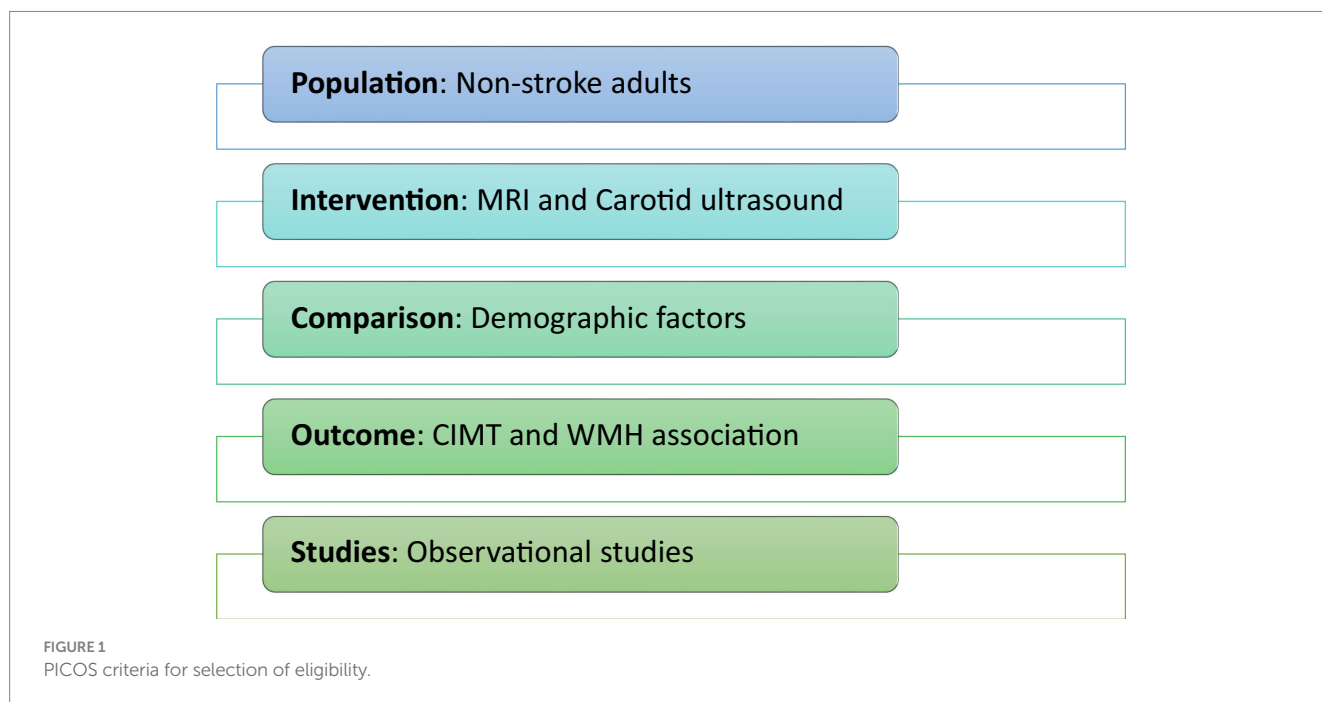 Population: Non-stroke adults
Intervention: MRI and Carotid ultrasound
Comparison: Demographic factors
Outcome: CIMT and WMH association
Studies: Observational studies
FIGURE 1
PICOS criteria for selection of eligibility.